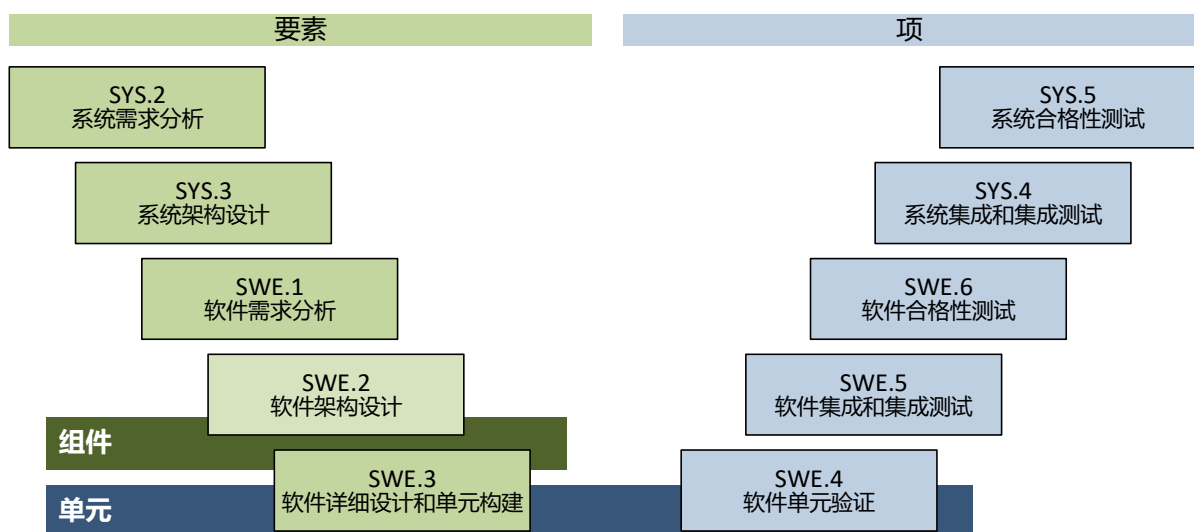 要素
项
SYS.2
系统需求分析
SYS.5
系统合格性测试
SYS.3
系统架构设计
SYS.4
系统集成和集成测试
SWE.1
软件需求分析
SWE.6
软件合格性测试
SWE.2
软件架构设计
SWE.5
软件集成和集成测试
组件
SWE.3
软件详细设计和单元构建
SWE.4
软件单元验证
单元